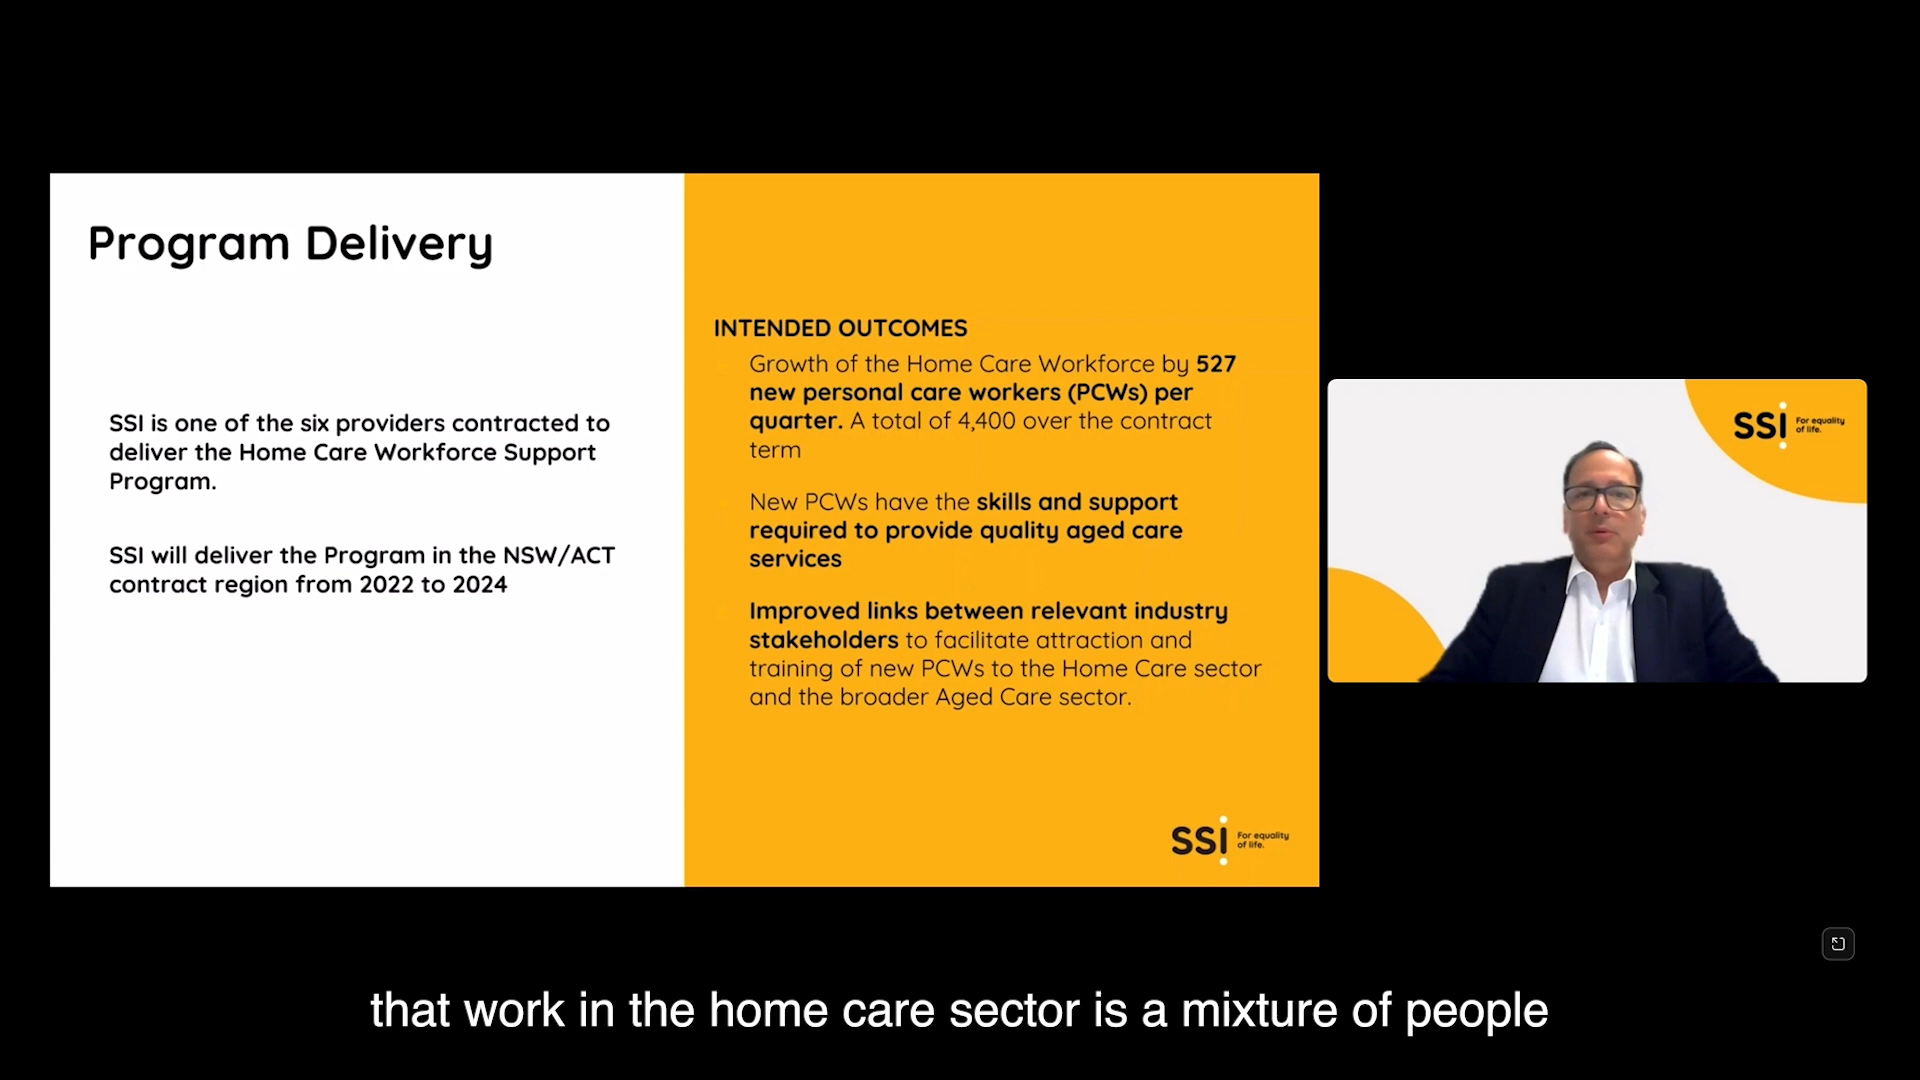 Program Delivery
SSI is one of the six providers contracted to
deliver the Home Care Workforce Support
Program.
SSI will deliver the Program in the NSW/ACT
contract region from 2022 to 2024
INTENDED OUTCOMES
Growth of the Home Care Workforce by 527
new personal care workers (PCWs) per
quarter. A total of 4,400 over the contract
term
New PCWs have the skills and support
required to provide quality aged care
services
Improved links between relevant industry
stakeholders to facilitate attraction and
training of new PCWs to the Home Care sector
and the broader Aged Care sector.
SSI
For equality
of life.
SSI
For equality
of life.
that work in the home care sector is a mixture of people